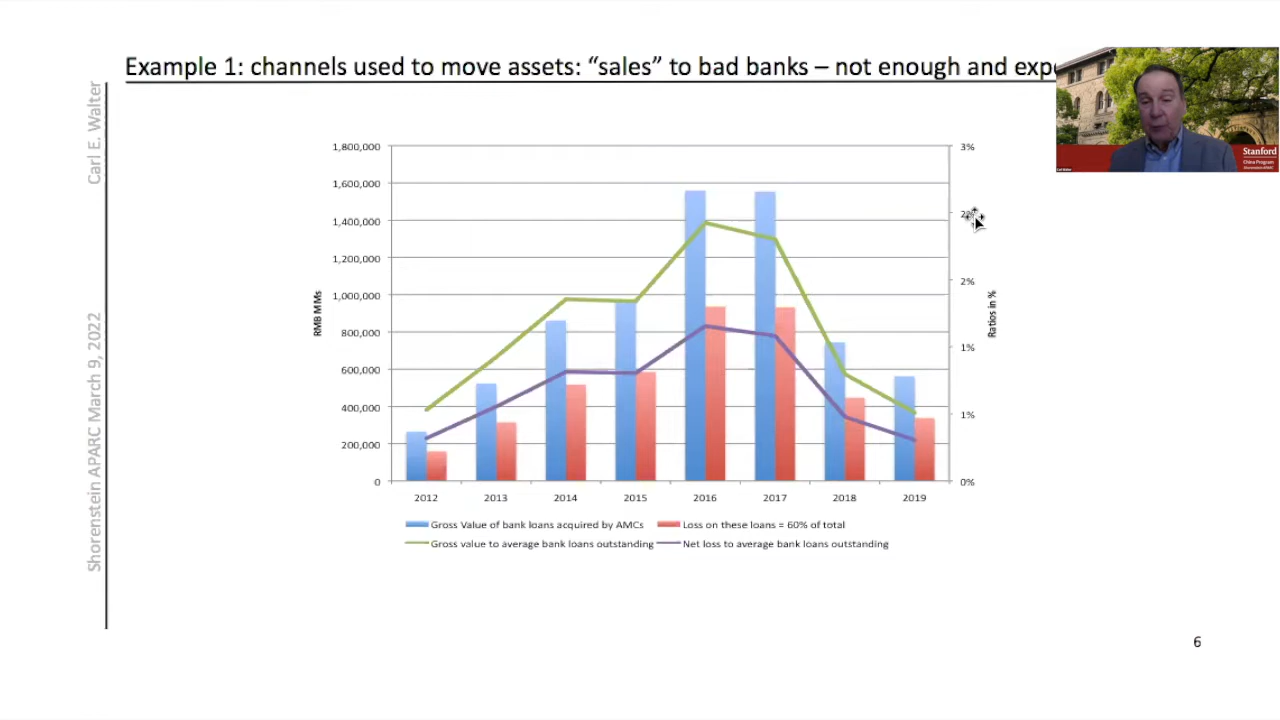 Example 1: channels used to move assets: “sales” to bad banks – not enough and exp
Carl E. Walter
Shorenstein APARC March 9, 2022
Stanford
China Program
Shorenstein APARC
RMB MMs
1,800,000
1,600,000
1,400,000
1,200,000
1,000,000
800,000
600,000
400,000
200,000
0
3%
2%
1%
1%
0%
Ratios in %
2012 2013 2014 2015 2016 2017 2018 2019
Gross Value of bank loans acquired by AMCs Loss on these loans = 60% of total
Gross value to average bank loans outstanding Net loss to average bank loans outstanding
6